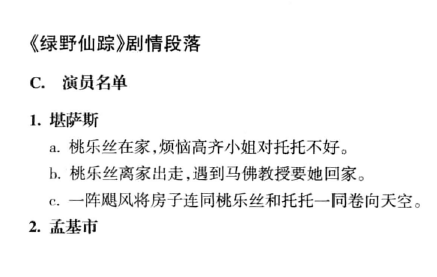 《绿野仙踪》剧情段落
C. 演员名单
1. 堪萨斯
a. 桃乐丝在家,烦恼高齐小姐对托托不好。
b. 桃乐丝离家出走,遇到马佛教授要她回家。
c. 一阵飓风将房子连同桃乐丝和托托一同卷向天空。
2. 孟基市